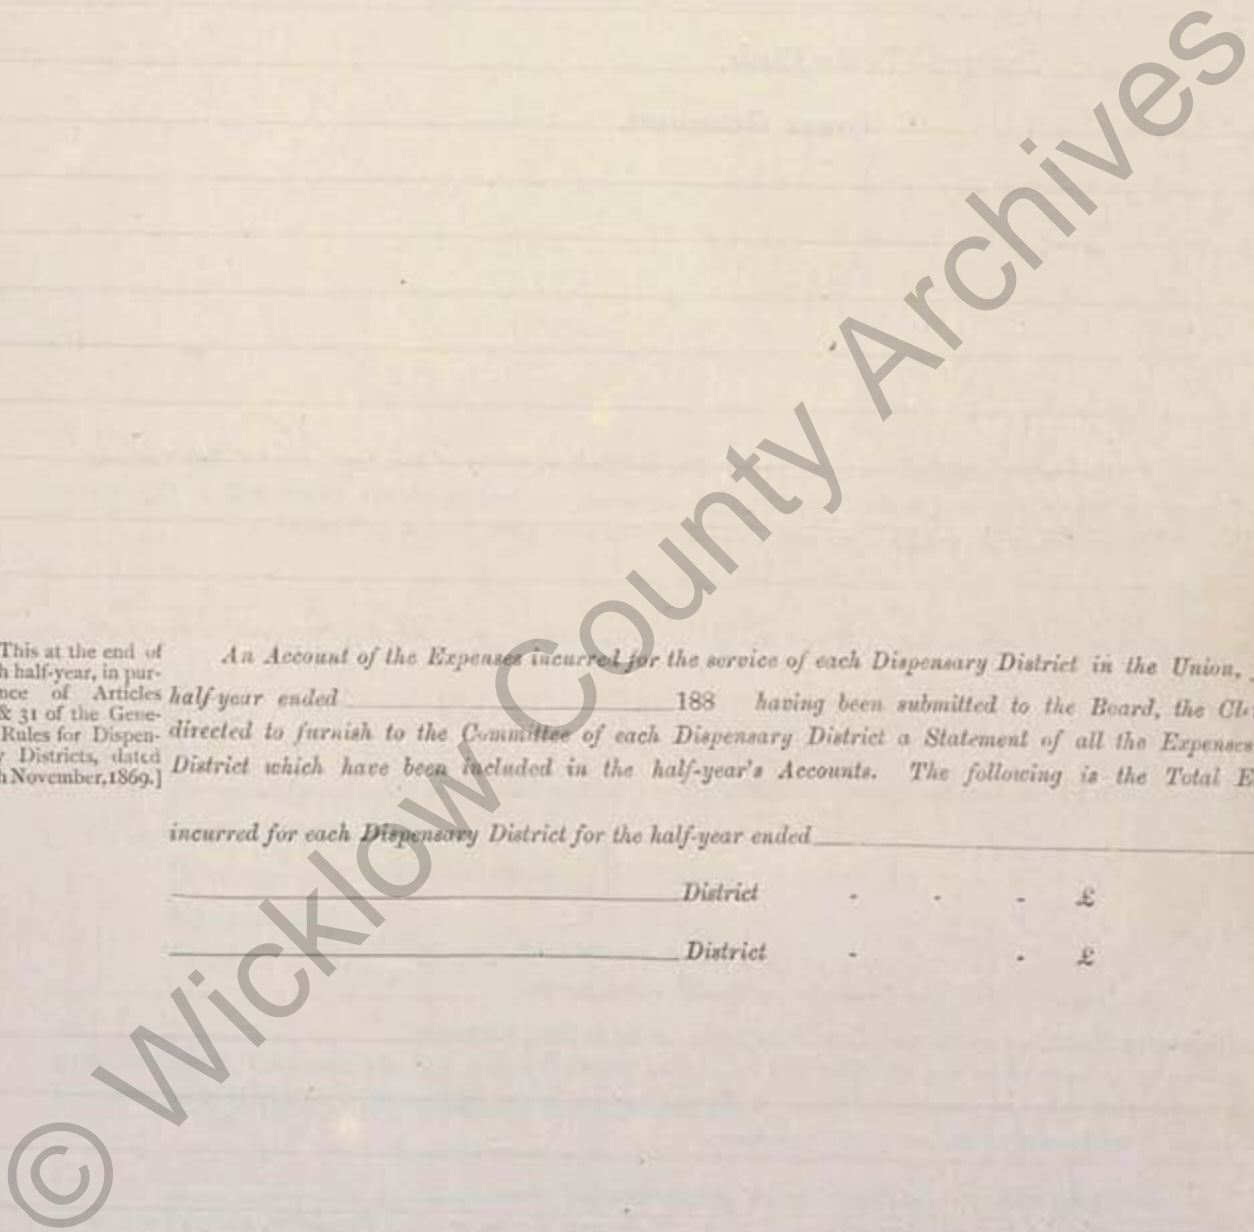 This at the end of
h half-year, in pur-
nce of Articles
& 31 of the Gene-
Rules for Dispen-
y Districts, dated
h November, 1869.]
An Account of the Expenses incurred for the service of each Dispensary District in the Union,
half year ended 188 having been submitted to the Board, the Cle
directed to furnish to the Committee of each Dispensary District a Statement of all the Expenses
District which have been included in the half-year's Accounts. The following is the Total E
incurred for each Dispensary District for the half-year ended
District - - - £
District - - £
© Wicklow County Archives